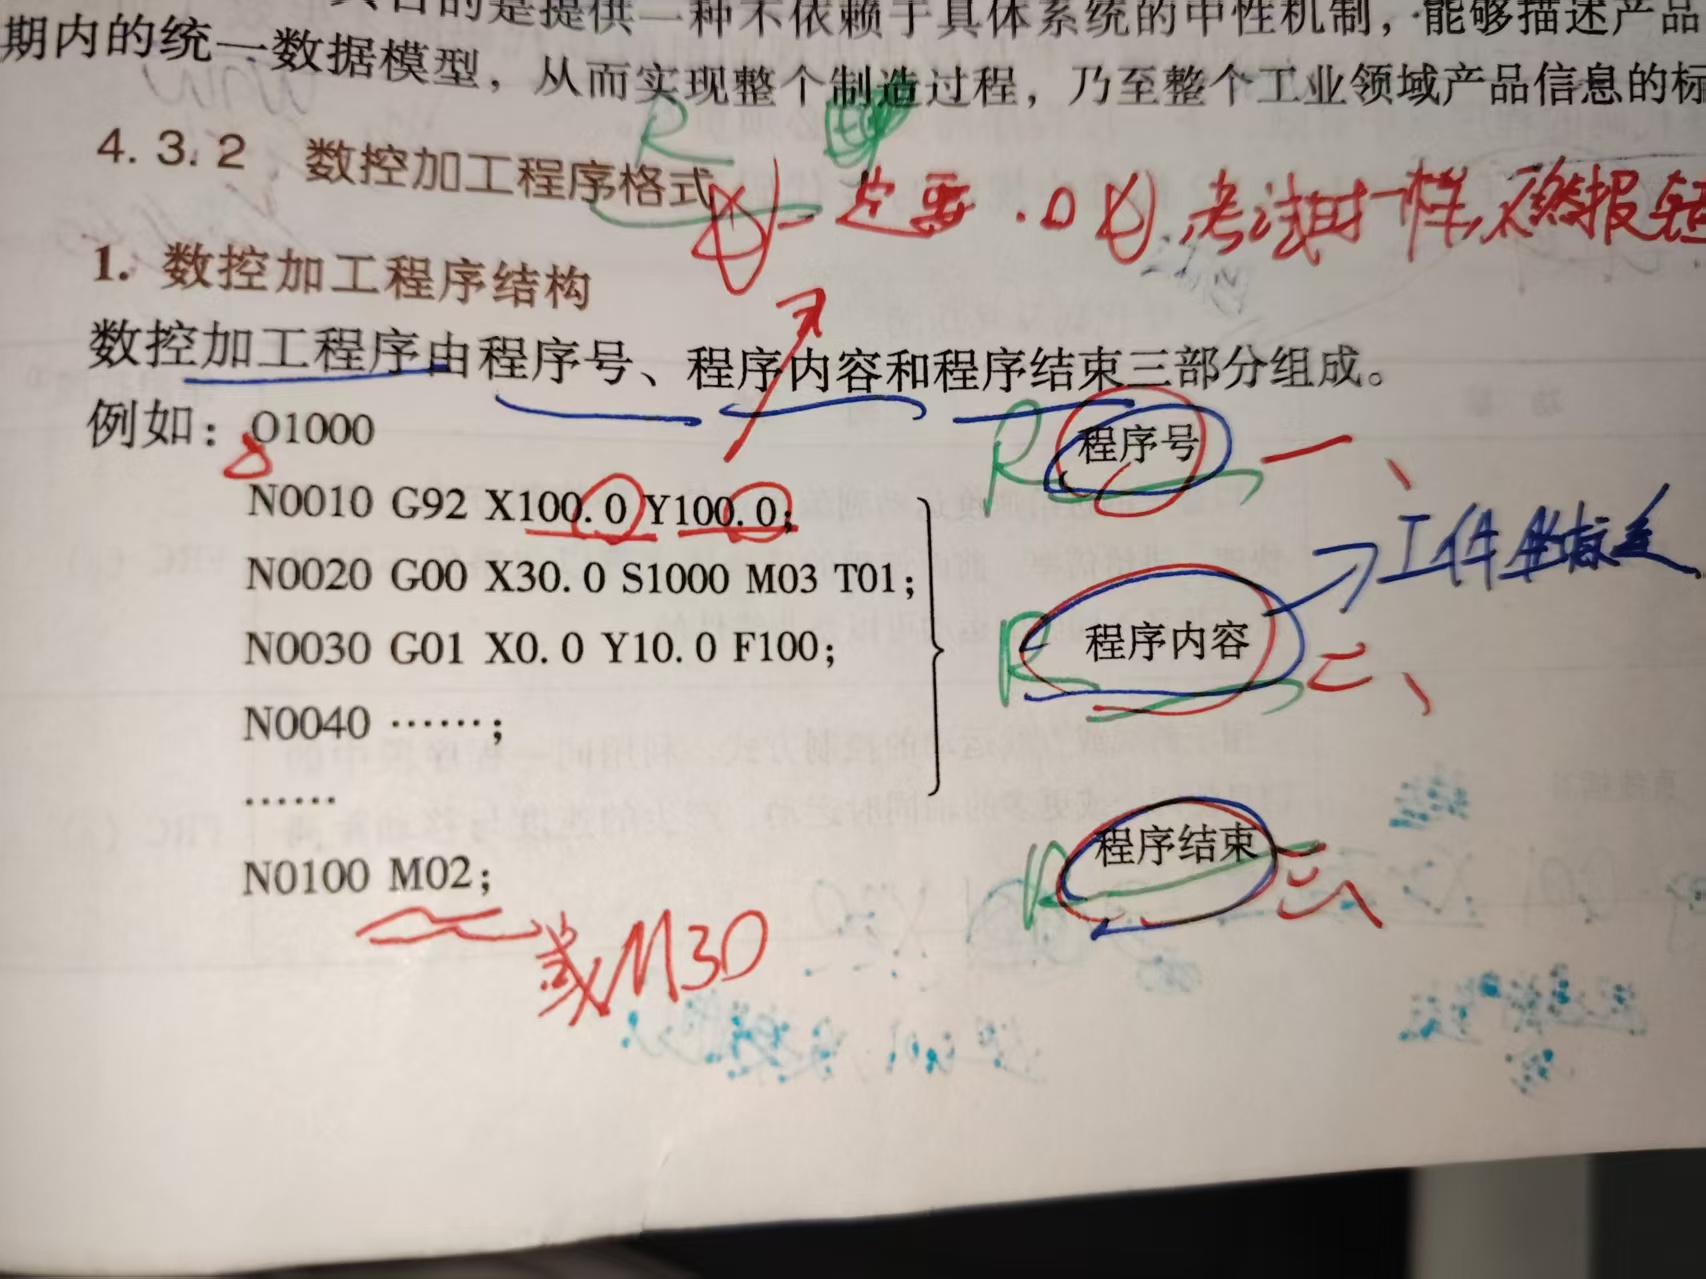 的是提供一种不依赖于具体系统的中性机制，能够描述产品
期内的统一数据模型，从而实现整个制造过程，乃至整个工业领域产品信息的标
R
4.3.2 数控加工程序格式
一定要.0 考试时一样,不然报
1. 数控加工程序结构
数控加工程序由程序号、程序内容和程序结束三部分组成。
例如：O1000 R 程序号 一、
N0010 G92 X100.0 Y100.0;
工件坐标系
N0020 G00 X30.0 S1000 M03 T01;
N0030 G01 X0.0 Y10.0 F100; R 程序内容 二、
N0040 ……;
……
N0100 M02; R 程序结束 三、
或M30